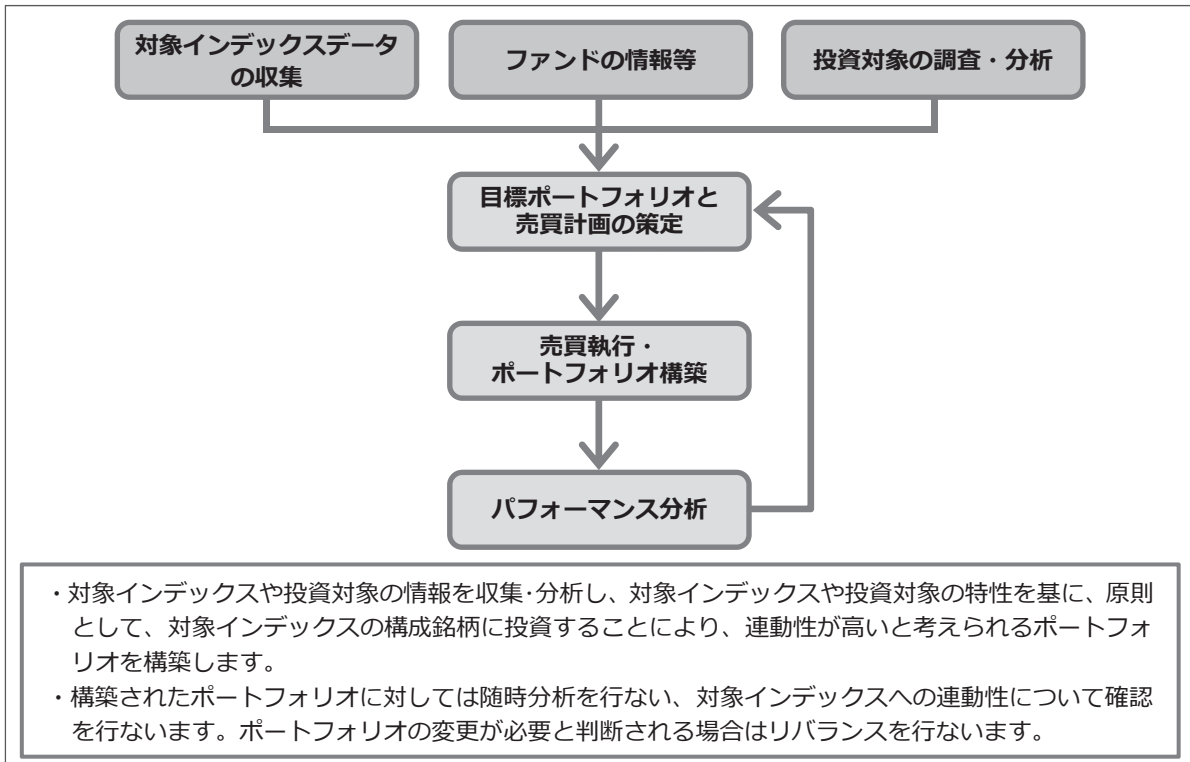 対象インデックスデータ
の収集
ファンドの情報等
投資対象の調査・分析
目標ポートフォリオと
売買計画の策定
売買執行・
ポートフォリオ構築
パフォーマンス分析
・対象インデックスや投資対象の情報を収集･分析し、対象インデックスや投資対象の特性を基に、原則
として、対象インデックスの構成銘柄に投資することにより、連動性が高いと考えられるポートフォ
リオを構築します。
・構築されたポートフォリオに対しては随時分析を行ない、対象インデックスへの連動性について確認
を行ないます。ポートフォリオの変更が必要と判断される場合はリバランスを行ないます。